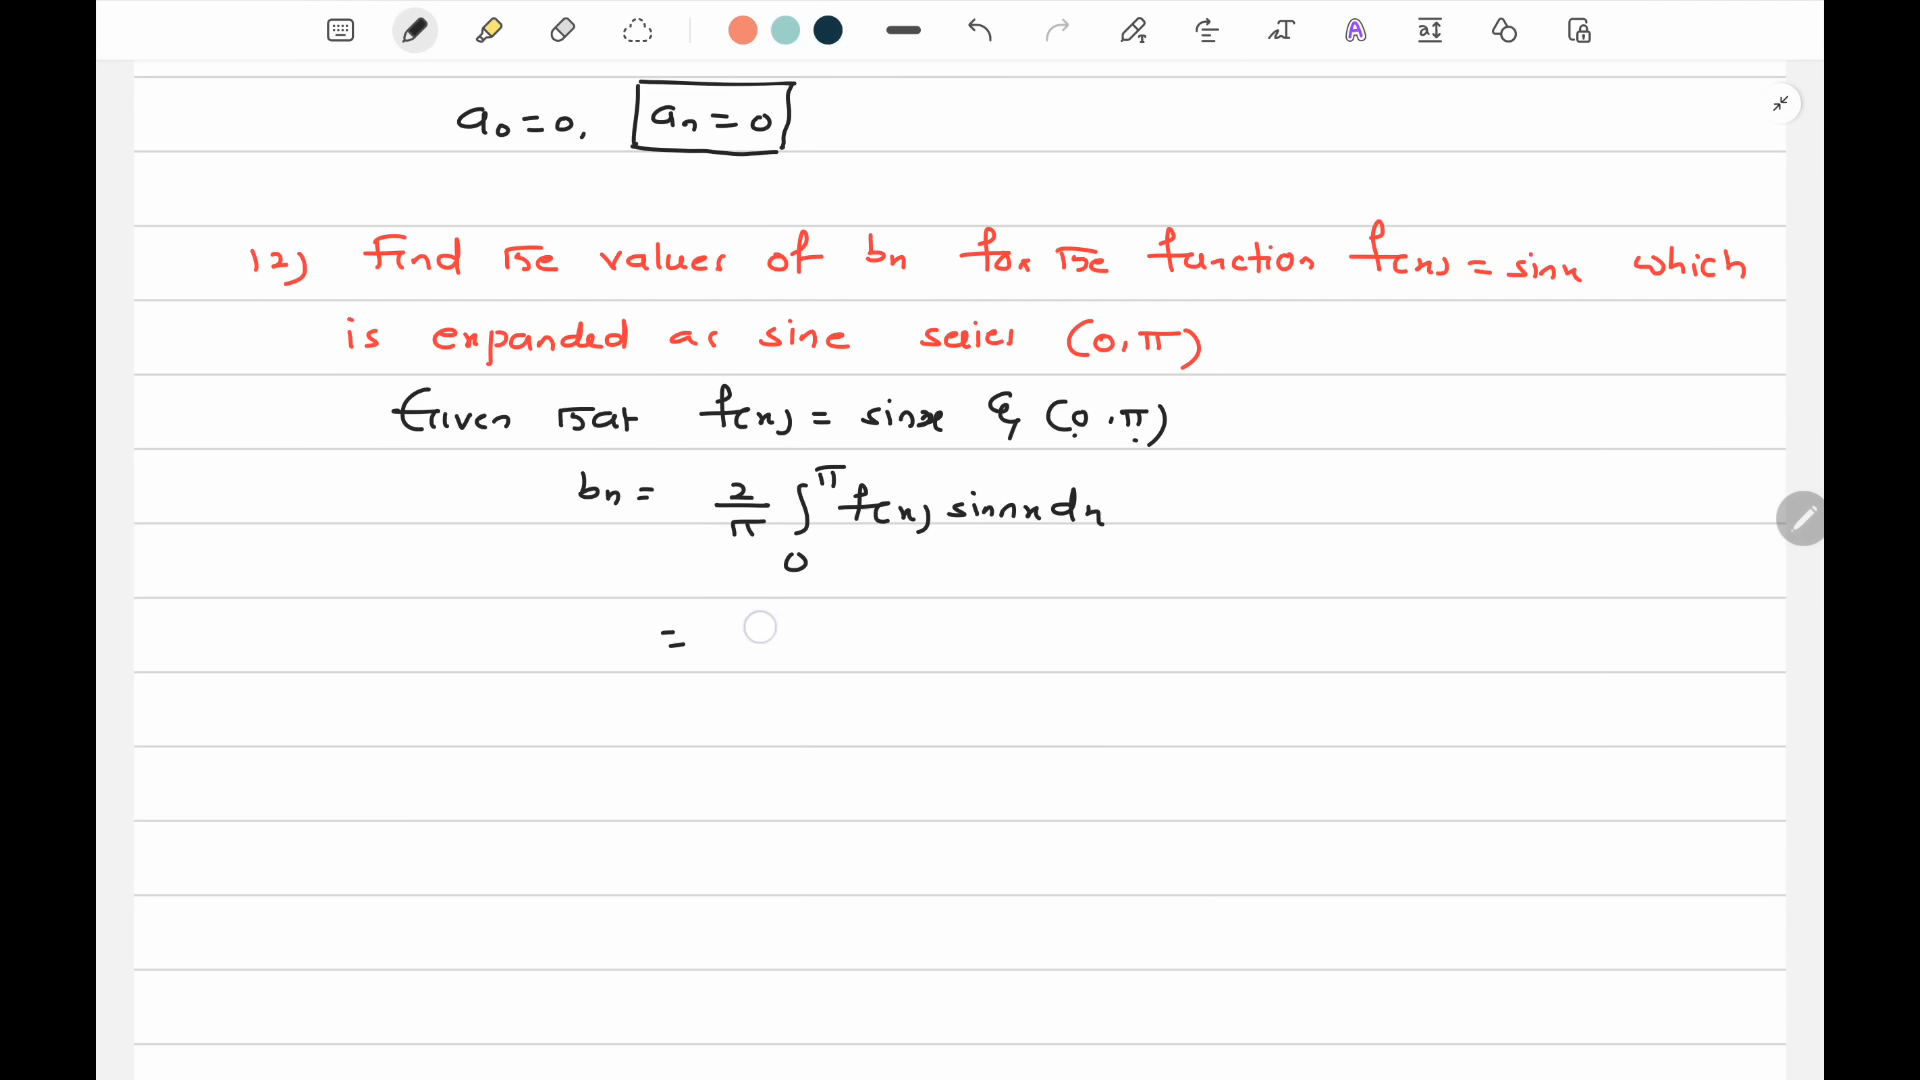 a₀ = 0, aₙ = 0
12) Find the values of bₙ for the function f(x) = sinx which
is expanded as sine series (0, π)
Given that f(x) = sinx & (0, π)
bₙ = 2/π ∫₀^π f(x) sinnx dx
=